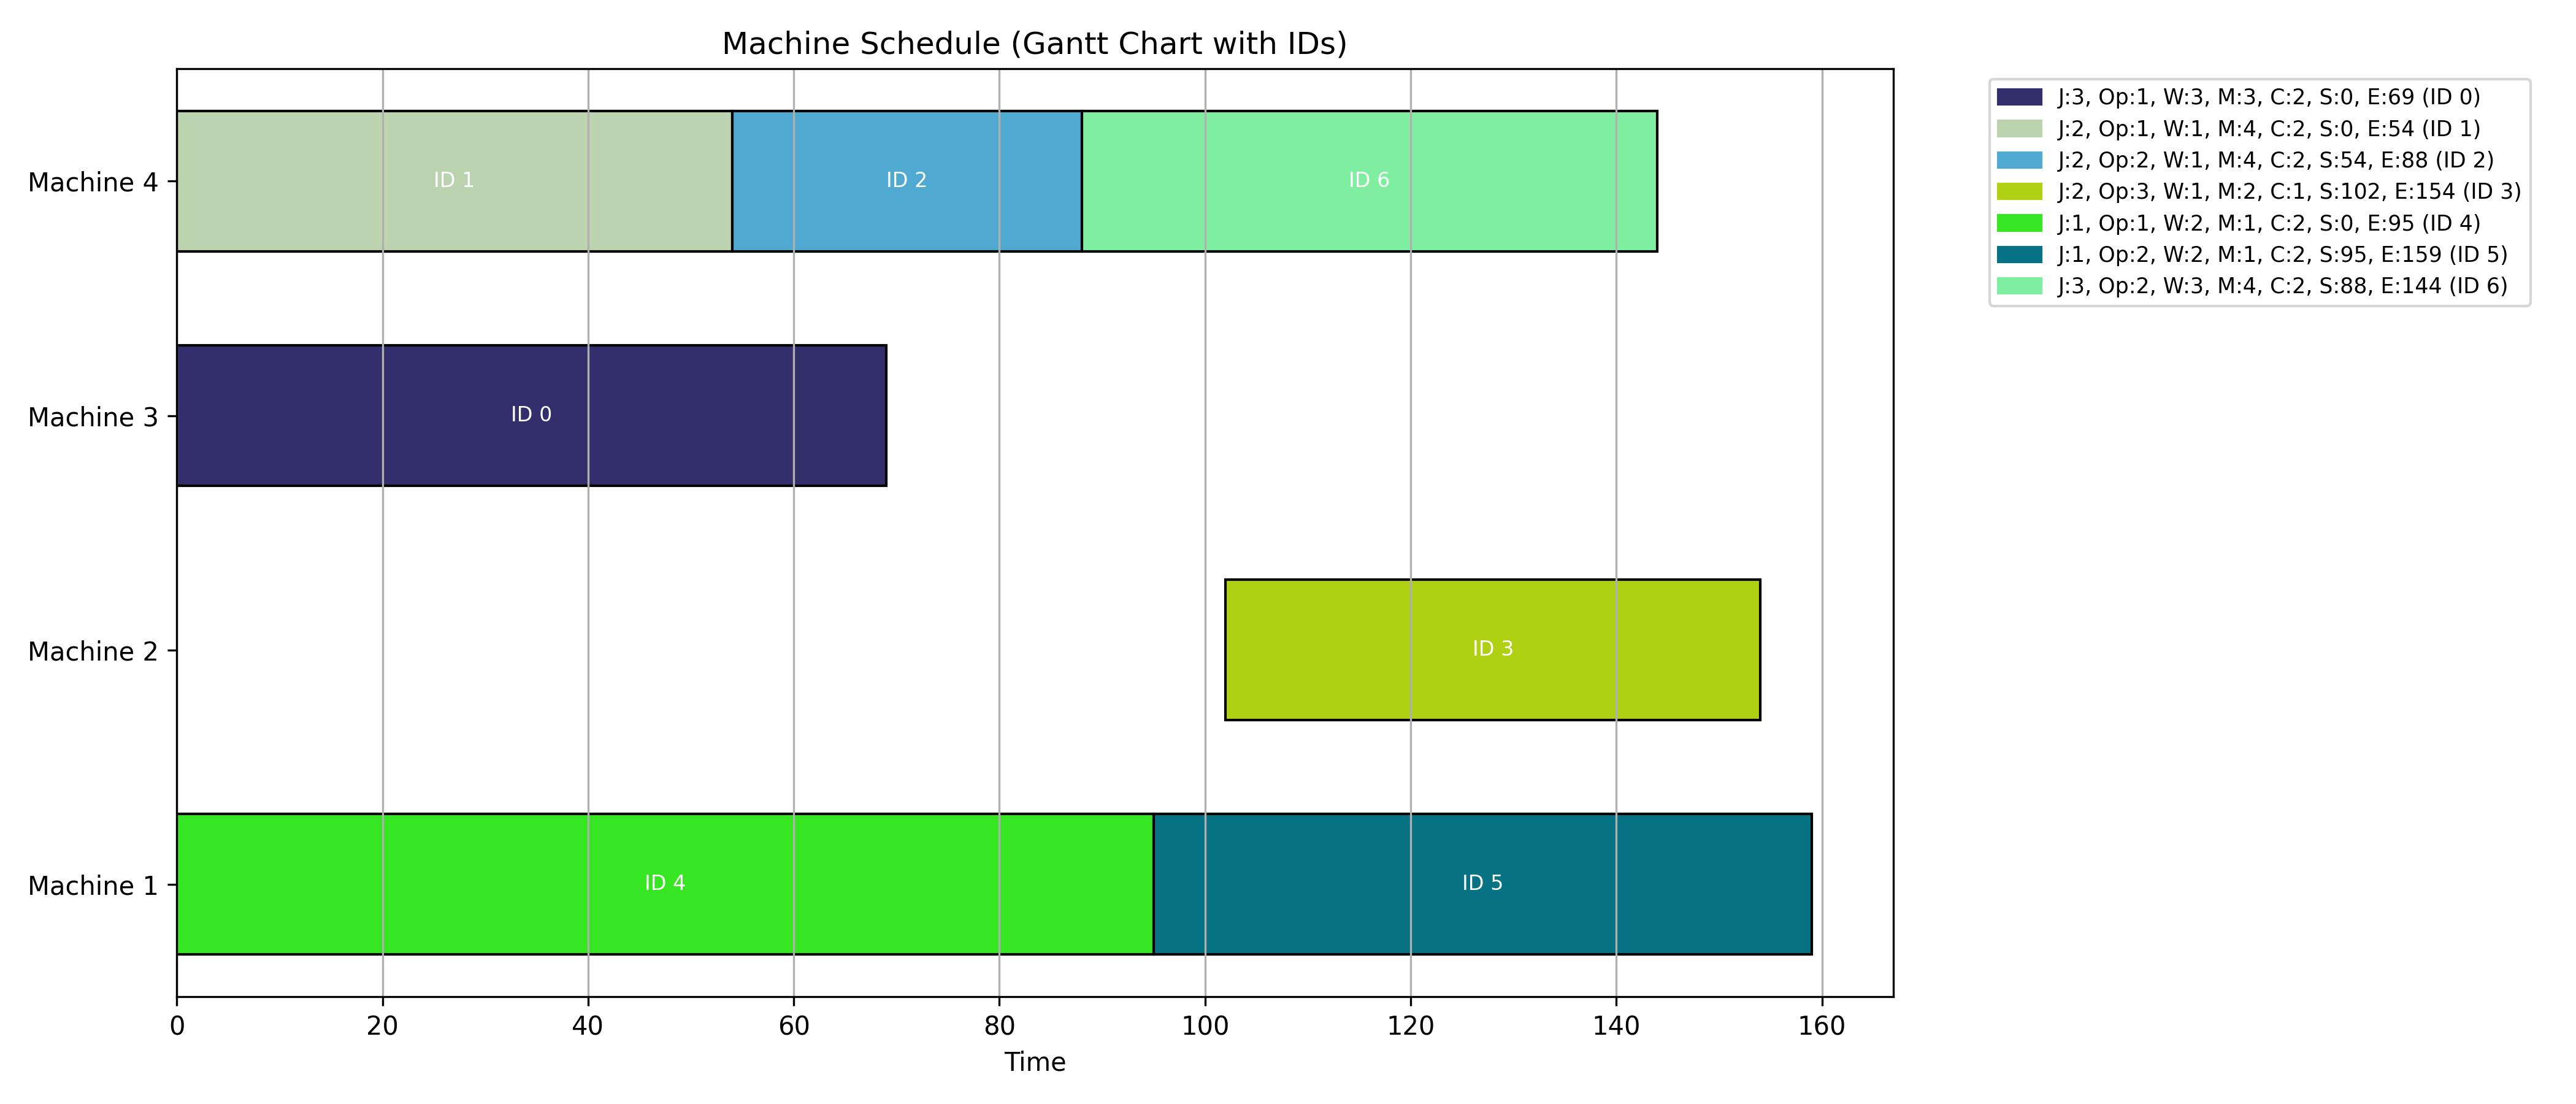 Machine Schedule (Gantt Chart with IDs)
Machine 4
Machine 3
Machine 2
Machine 1
ID 1
ID 2
ID 6
ID 0
ID 3
ID 4
ID 5
0 20 40 60 80 100 120 140 160
Time
J:3, Op:1, W:3, M:3, C:2, S:0, E:69 (ID 0)
J:2, Op:1, W:1, M:4, C:2, S:0, E:54 (ID 1)
J:2, Op:2, W:1, M:4, C:2, S:54, E:88 (ID 2)
J:2, Op:3, W:1, M:2, C:1, S:102, E:154 (ID 3)
J:1, Op:1, W:2, M:1, C:2, S:0, E:95 (ID 4)
J:1, Op:2, W:2, M:1, C:2, S:95, E:159 (ID 5)
J:3, Op:2, W:3, M:4, C:2, S:88, E:144 (ID 6)